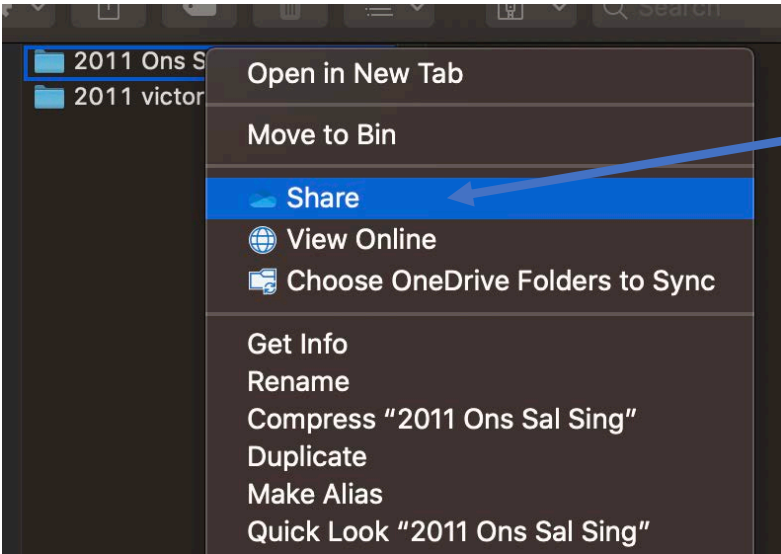 Search
2011 Ons S
2011 victor
Open in New Tab
Move to Bin
Share
View Online
Choose OneDrive Folders to Sync
Get Info
Rename
Compress “2011 Ons Sal Sing”
Duplicate
Make Alias
Quick Look “2011 Ons Sal Sing”